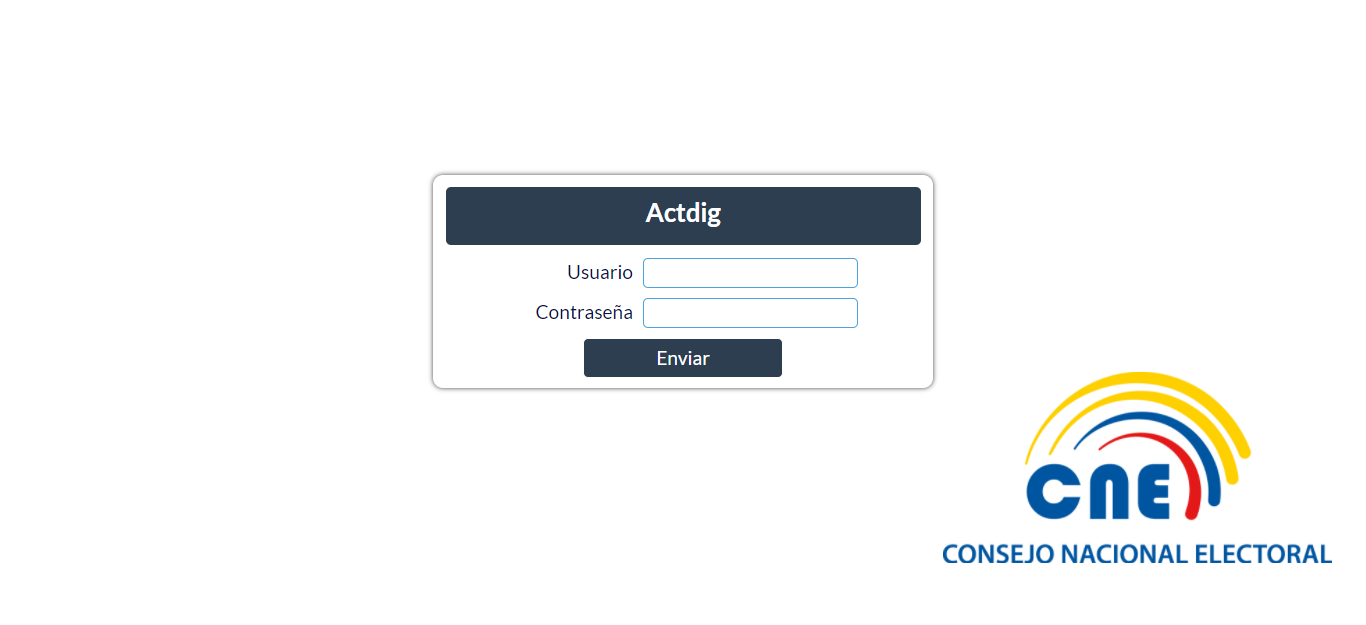 Actdig
Usuario
Contraseña
Enviar
CNE
CONSEJO NACIONAL ELECTORAL